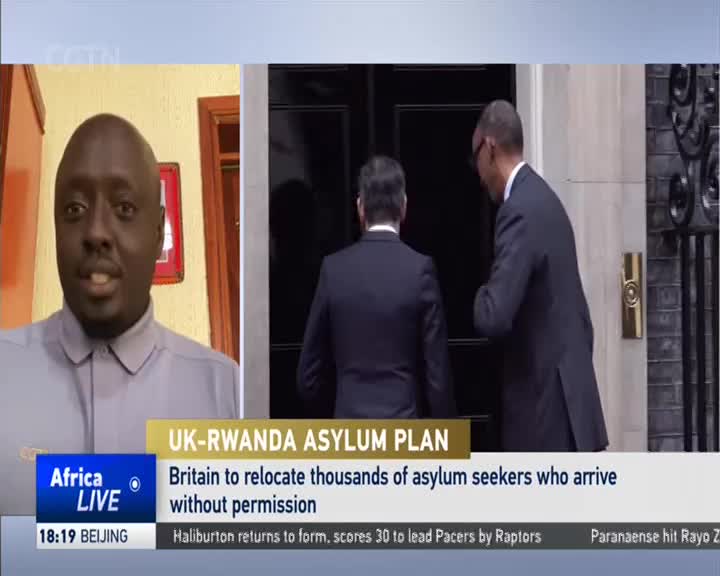 CGTN
UK-RWANDA ASYLUM PLAN
Britain to relocate thousands of asylum seekers who arrive
without permission
Africa
LIVE
18:19 BEIJING
Haliburton returns to form, scores 30 to lead Pacers by Raptors
Paranaense hit Rayo Z